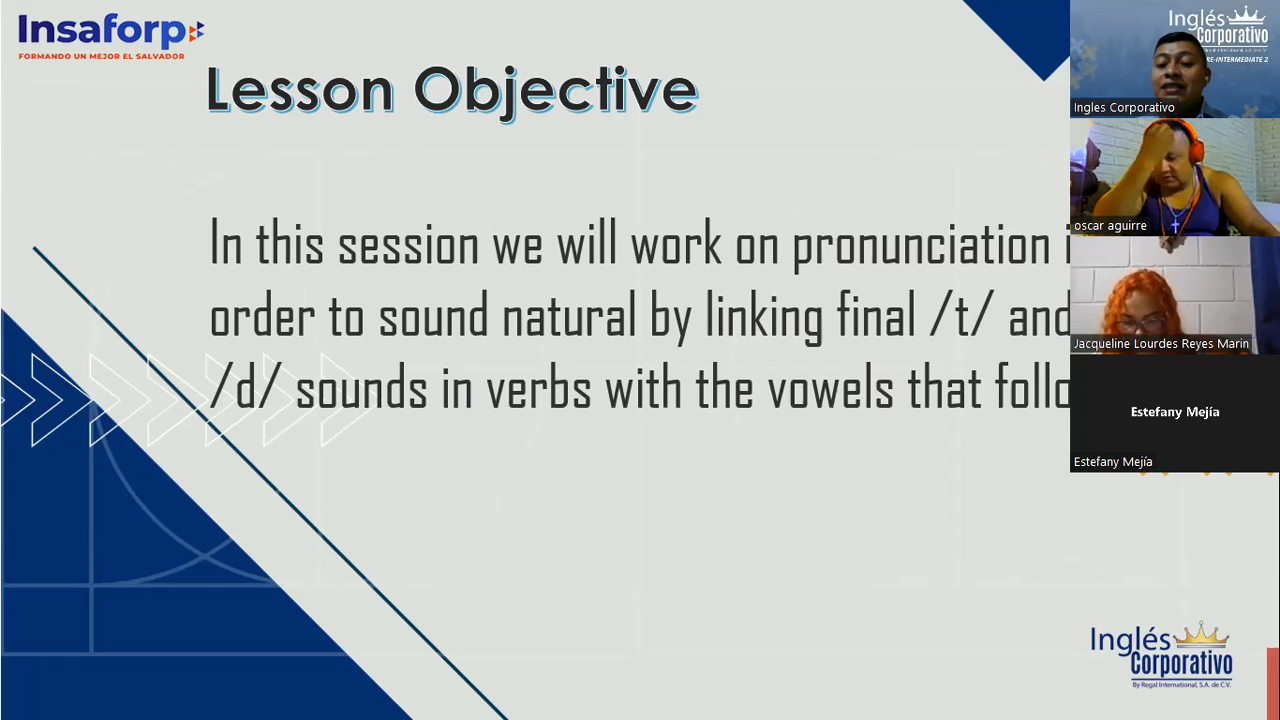 Insaforp
FORMANDO UN MEJOR EL SALVADOR
Lesson Objective
In this session we will work on pronunciation
order to sound natural by linking final /t/ and
/d/ sounds in verbs with the vowels that follo
Inglés
Corporativo
RE-INTERMEDIATE 2
Ingles Corporativo
oscar aguirre
Jacqueline Lourdes Reyes Marin
Estefany Mejía
Estefany Mejía
Inglés
Corporativo
By Regal International, S.A. de C.V.